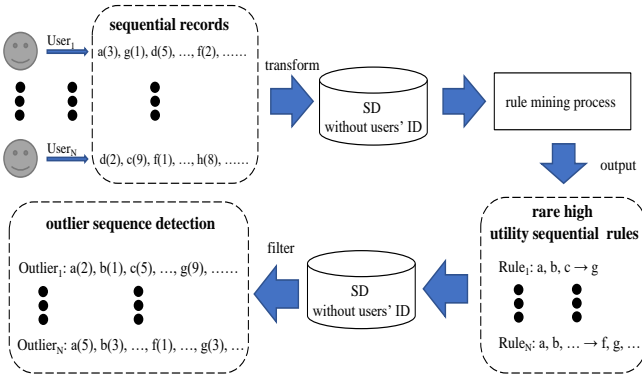 sequential records
User1
a(3), g(1), d(5), …, f(2), ……
UserN
d(2), c(9), f(1), … h(8), ……
transform
SD
without users’ ID
rule mining process
output
rare high
utility sequential rules
Rule1: a, b, c → g
RuleN: a, b, … → f, g, …
SD
without users’ ID
filter
outlier sequence detection
Outlier1: a(2), b(1), c(5), …, g(9), ……
OutlierN: a(5), b(3), …, f(1), …, g(3), …